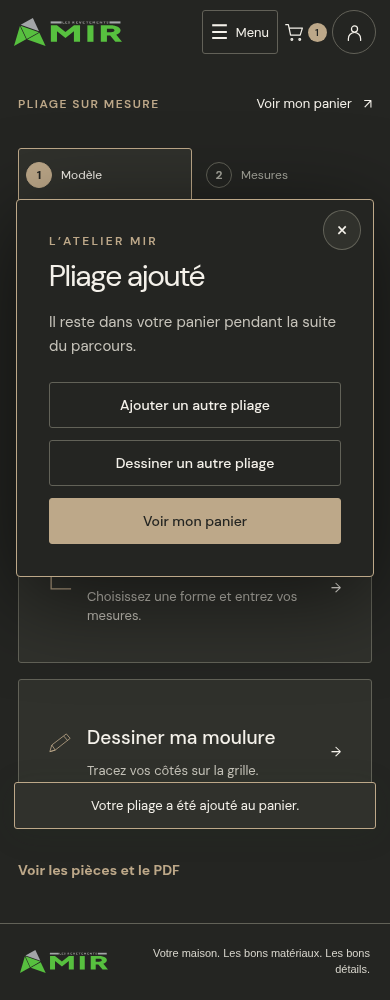 MIR
Menu
1
PLIAGE SUR MESURE
Voir mon panier
1 Modèle
2 Mesures
L'ATELIER MIR
Pliage ajouté
Il reste dans votre panier pendant la suite
du parcours.
Ajouter un autre pliage
Dessiner un autre pliage
Voir mon panier
Choisissez une forme et entrez vos
mesures.
Dessiner ma moulure
Tracez vos côtés sur la grille.
Votre pliage a été ajouté au panier.
Voir les pièces et le PDF
MIR
Votre maison. Les bons matériaux. Les bons
détails.